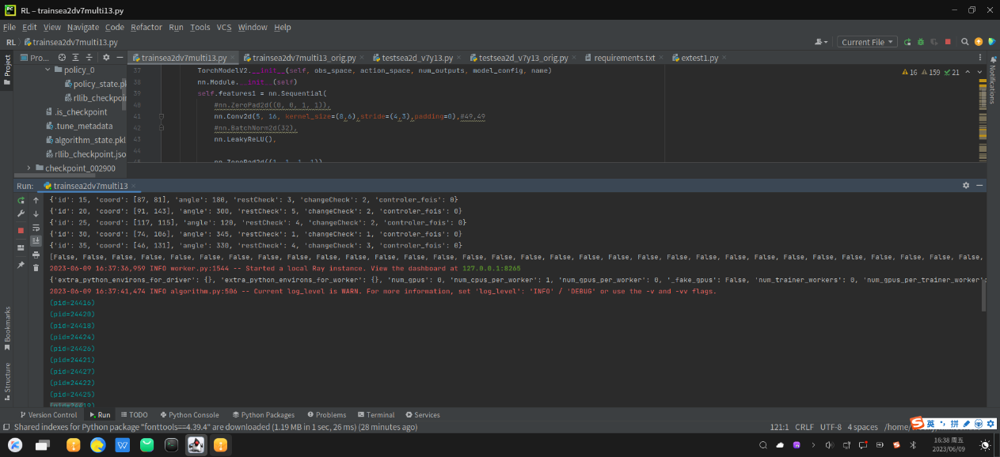 RL – trainsea2dv7multi13.py
File Edit View Navigate Code Refactor Run Tools VCS Window Help
RL trainsea2dv7multi13.py
Current File
Project
Pro...
trainsea2dv7multi13.py trainsea2dv7multi13_orig.py testsea2d_v7y13.py testsea2d_v7y13_orig.py requirements.txt extest1.py
policy_0
policy_state.pk
rllib_checkpoin
.is_checkpoint
.tune_metadata
algorithm_state.pkl
rllib_checkpoint.jso
checkpoint_002900
16 159 21
Notifications
37 TorchModelV2.__init__(self, obs_space, action_space, num_outputs, model_config, name)
38 nn.Module.__init__(self)
39 self.features1 = nn.Sequential(
40 #nn.ZeroPad2d((0, 0, 1, 1)),
41 nn.Conv2d(5, 16, kernel_size=(8,6),stride=(4,3),padding=0),#49,49
42 #nn.BatchNorm2d(32),
43 nn.LeakyReLU(),
44
nn.ZeroPad2d((1, 1, 1, 1))
Run: trainsea2dv7multi13
{'id': 15, 'coord': [87, 81], 'angle': 180, 'restCheck': 3, 'changeCheck': 2, 'controler_fois': 0}
{'id': 20, 'coord': [91, 143], 'angle': 300, 'restCheck': 5, 'changeCheck': 2, 'controler_fois': 0}
{'id': 25, 'coord': [117, 115], 'angle': 120, 'restCheck': 4, 'changeCheck': 2, 'controler_fois': 0}
{'id': 30, 'coord': [74, 106], 'angle': 345, 'restCheck': 1, 'changeCheck': 1, 'controler_fois': 0}
{'id': 35, 'coord': [46, 131], 'angle': 330, 'restCheck': 4, 'changeCheck': 3, 'controler_fois': 0}
[False, False, False, False, False, False, False, False, False, False, False, False, False, False, False, False, False, False, False, False, False, False, False, False, False, False, False,
2023-06-09 16:37:36,959 INFO worker.py:1544 -- Started a local Ray instance. View the dashboard at 127.0.0.1:8265
{'extra_python_environs_for_driver': {}, 'extra_python_environs_for_worker': {}, 'num_gpus': 0, 'num_cpus_per_worker': 1, 'num_gpus_per_worker': 0, '_fake_gpus': False, 'num_trainer_workers': 0, 'num_gpus_per_trainer_worker'
2023-06-09 16:37:41,474 INFO algorithm.py:506 -- Current log_level is WARN. For more information, set 'log_level': 'INFO' / 'DEBUG' or use the -v and -vv flags.
(pid=24416)
(pid=24420)
(pid=24418)
(pid=24424)
(pid=24426)
(pid=24421)
(pid=24427)
(pid=24422)
(pid=24425)
(pid=24419)
Bookmarks
Structure
Version Control Run TODO Python Console Python Packages Problems Terminal Services
Shared indexes for Python package "fonttools==4.39.4" are downloaded (1.19 MB in 1 sec, 26 ms) (28 minutes ago)
121:1 CRLF UTF-8 4 spaces /home/
英 拼
16:38 周五
2023/06/09